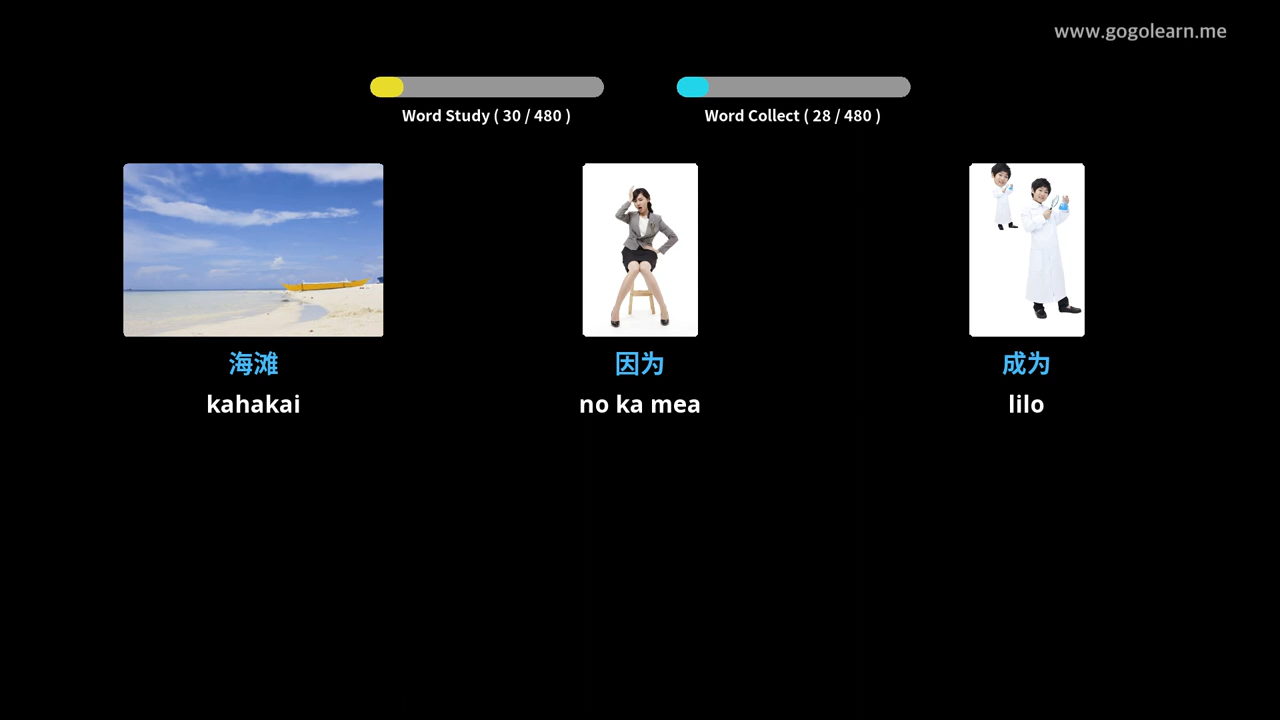 www.gogolearn.me
Word Study ( 30 / 480 )
Word Collect ( 28 / 480 )
海滩
因为
成为
kahakai
no ka mea
lilo